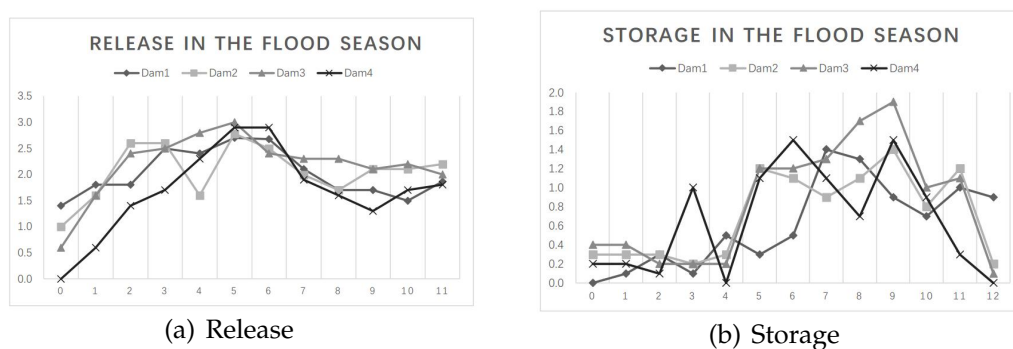 RELEASE IN THE FLOOD SEASON
Dam1 Dam2 Dam3 Dam4
3.5
3.0
2.5
2.0
1.5
1.0
0.5
0.0
0 1 2 3 4 5 6 7 8 9 10 11
(a) Release
STORAGE IN THE FLOOD SEASON
Dam1 Dam2 Dam3 Dam4
2.0
1.8
1.6
1.4
1.2
1.0
0.8
0.6
0.4
0.2
0.0
0 1 2 3 4 5 6 7 8 9 10 11 12
(b) Storage